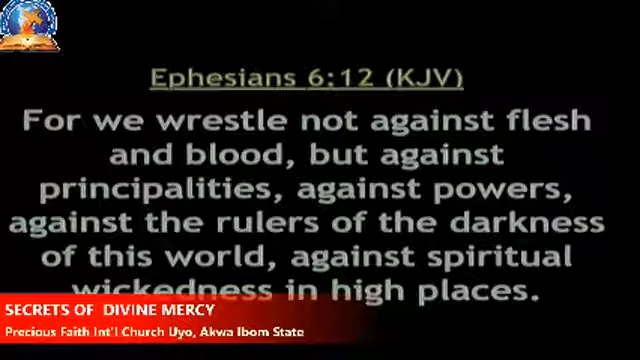 Ephesians 6:12 (KJV)
For we wrestle not against flesh
and blood, but against
principalities, against powers,
against the rulers of the darkness
of this world, against spiritual
wickedness in high places.
SECRETS OF DIVINE MERCY
Precious Faith Int'l Church Uyo, Akwa Ibom State